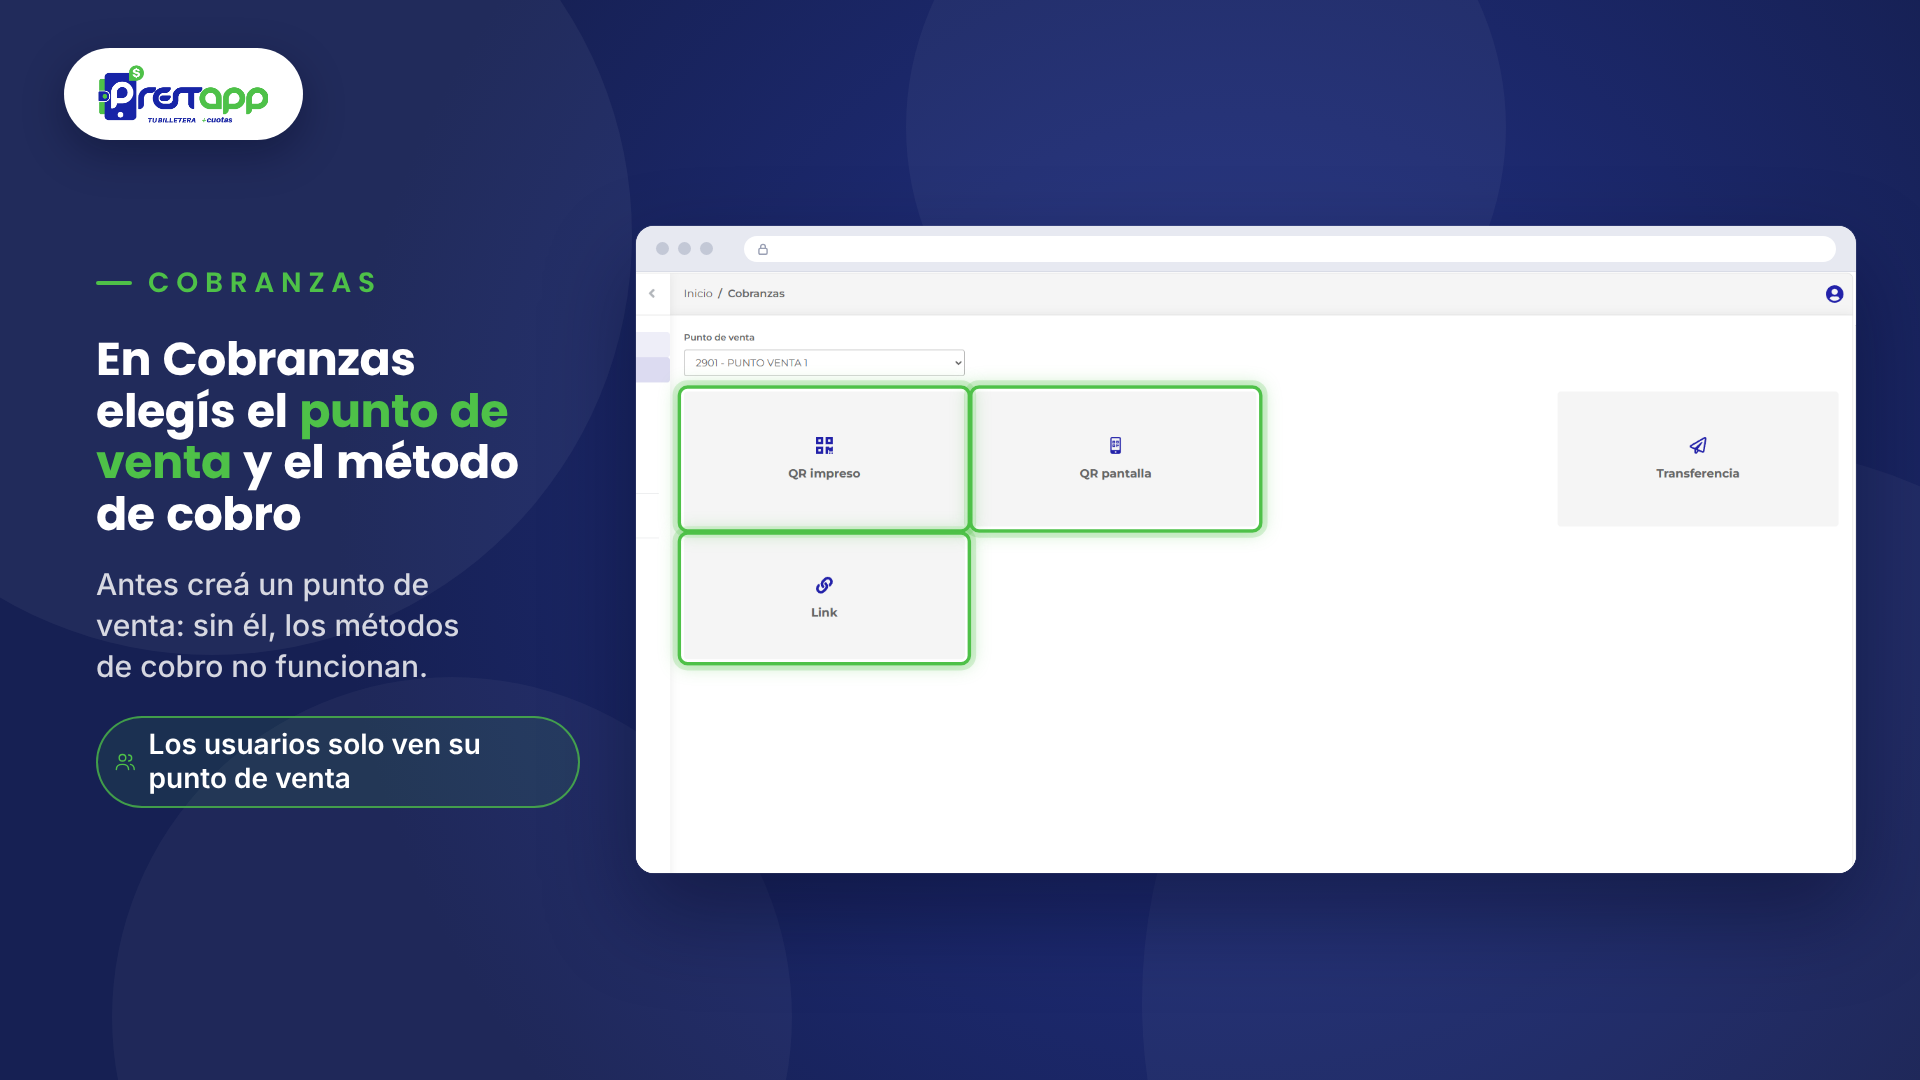 Prestapp
TU BILLETERA +cuotas
COBRANZAS
En Cobranzas
elegís el punto de
venta y el método
de cobro
Antes creá un punto de
venta: sin él, los métodos
de cobro no funcionan.
Los usuarios solo ven su
punto de venta
Inicio / Cobranzas
Punto de venta
2901 - PUNTO VENTA 1
QR impreso
QR pantalla
Transferencia
Link